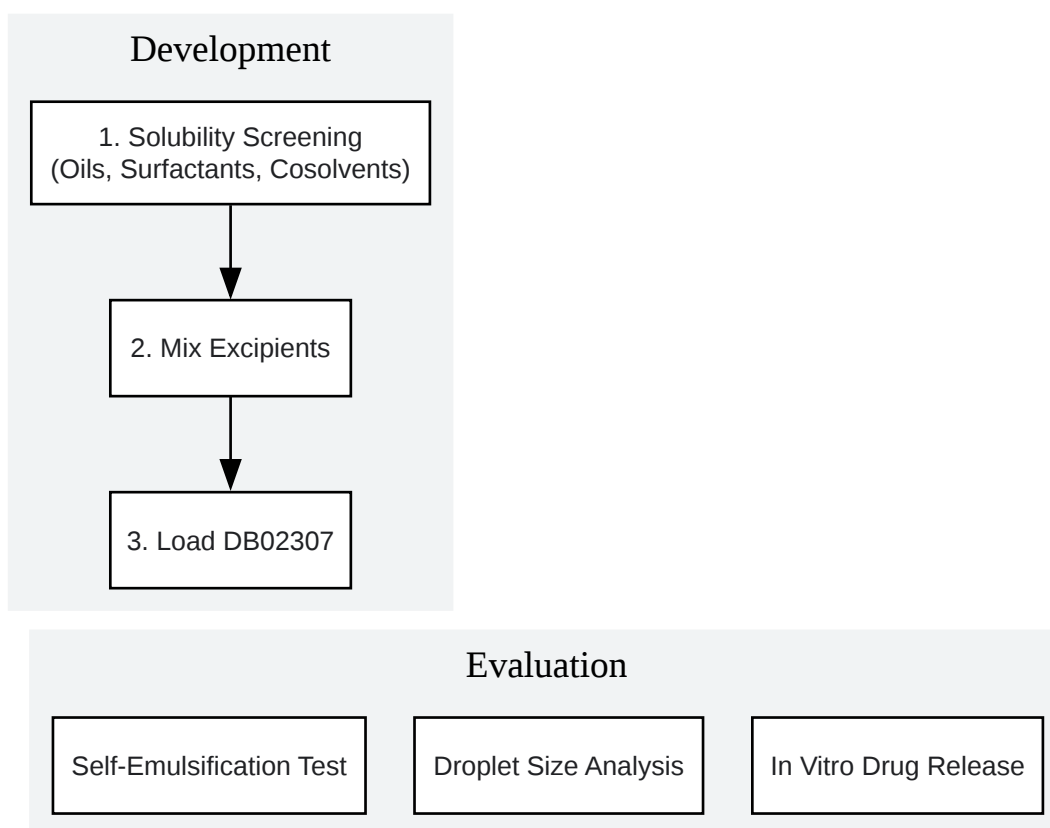 Development
1. Solubility Screening
(Oils, Surfactants, Cosolvents)
2. Mix Excipients
3. Load DB02307
Evaluation
Self-Emulsification Test
Droplet Size Analysis
In Vitro Drug Release